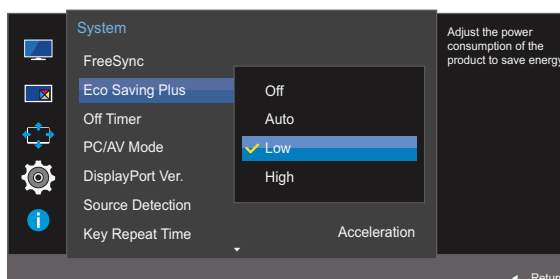 System
FreeSync
Eco Saving Plus
Off Timer
PC/AV Mode
DisplayPort Ver.
Source Detection
Key Repeat Time
Acceleration
Off
Auto
Low
High
Adjust the power
consumption of the
product to save energy
Return